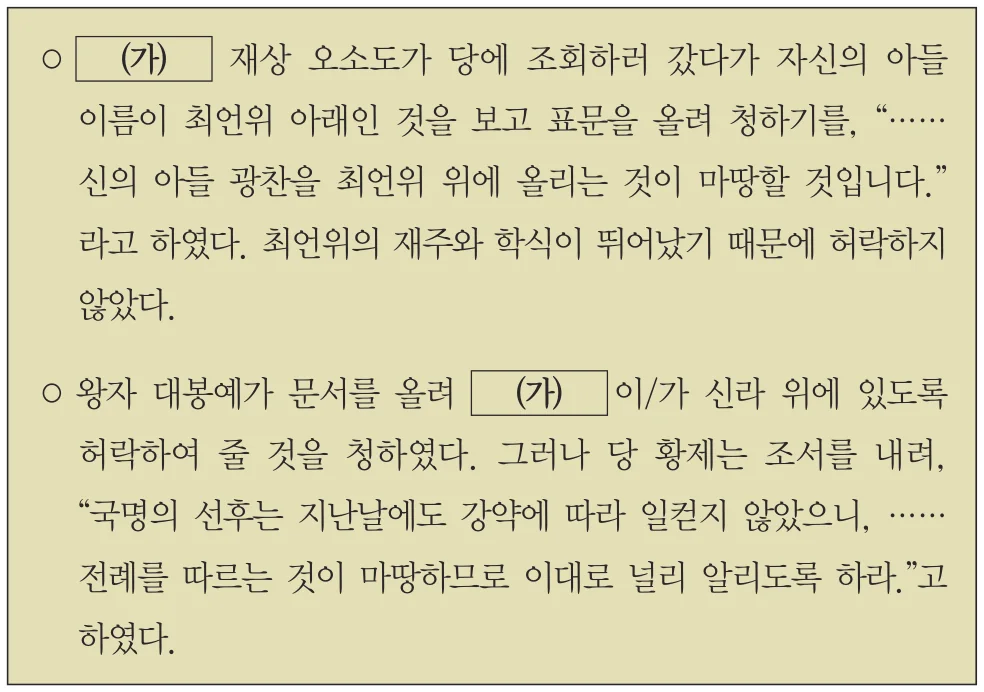 ○ (가) 재상 오소도가 당에 조회하러 갔다가 자신의 아들
이름이 최언위 아래인 것을 보고 표문을 올려 청하기를, “……
신의 아들 광찬을 최언위 위에 올리는 것이 마땅할 것입니다.”
라고 하였다. 최언위의 재주와 학식이 뛰어났기 때문에 허락하지
않았다.
○ 왕자 대봉예가 문서를 올려 (가) 이/가 신라 위에 있도록
허락하여 줄 것을 청하였다. 그러나 당 황제는 조서를 내려,
“국명의 선후는 지난날에도 강약에 따라 일컫지 않았으니, ……
전례를 따르는 것이 마땅하므로 이대로 널리 알리도록 하라.”고
하였다.